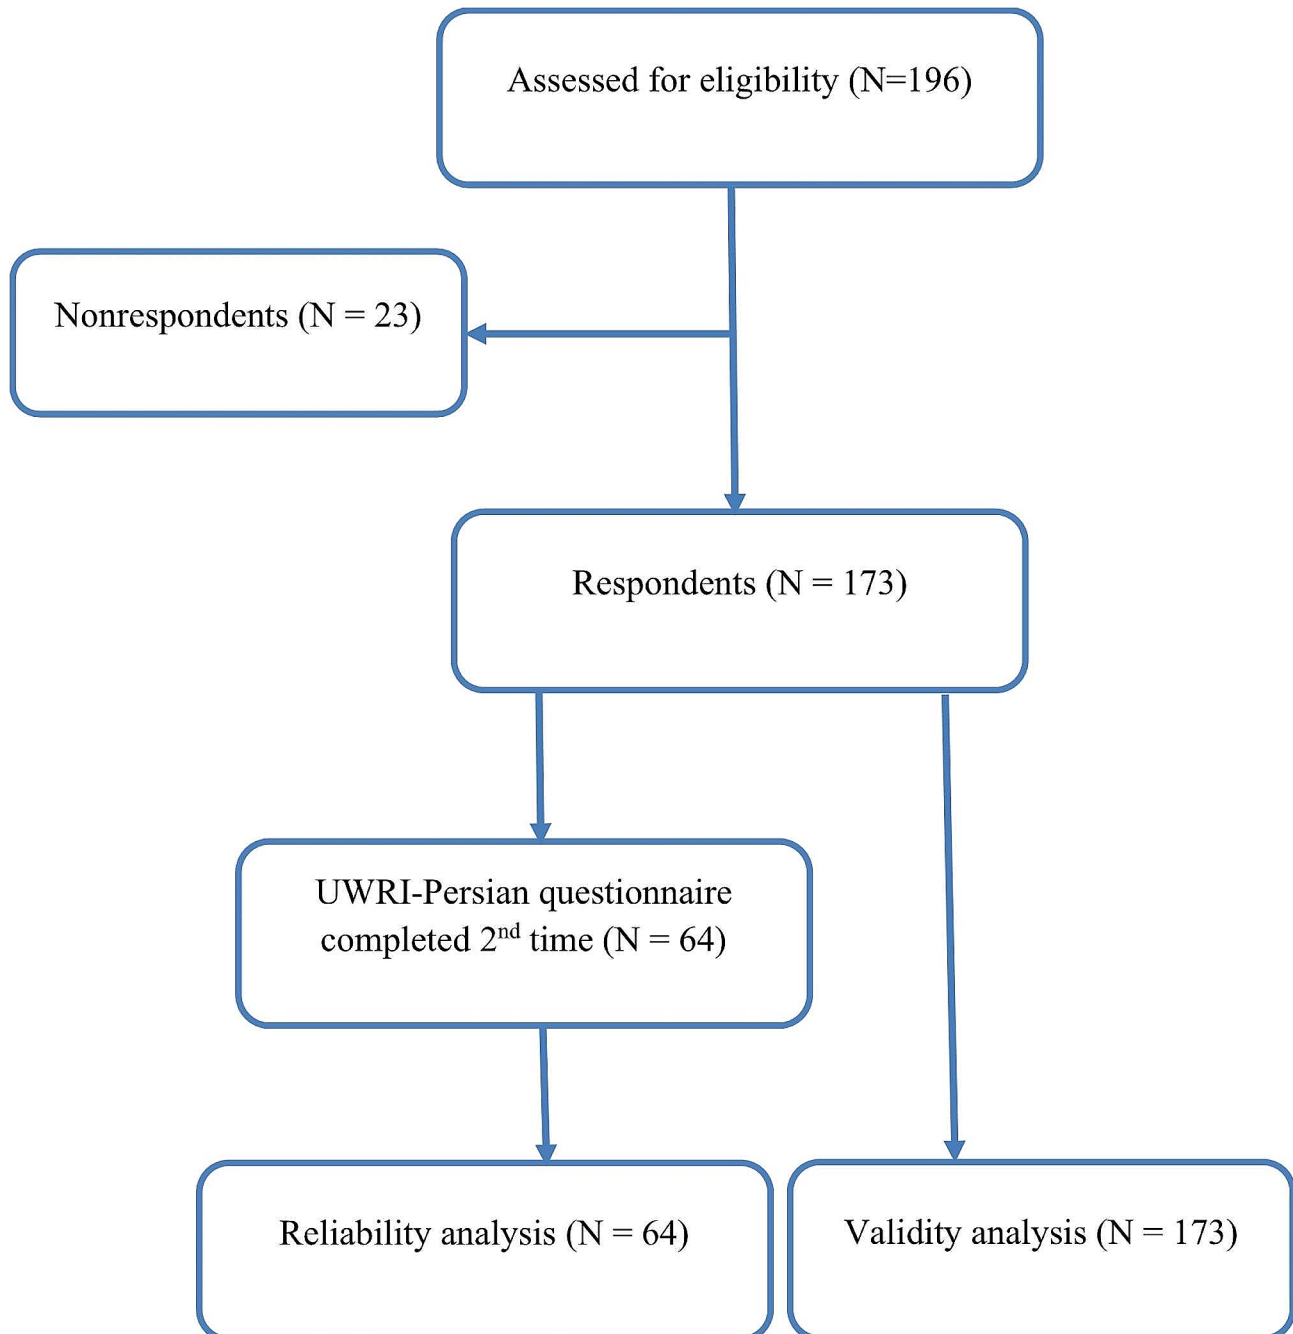 Assessed for eligibility (N=196)
Nonrespondents (N = 23)
Respondents (N = 173)
UWRI-Persian questionnaire
completed 2nd time (N = 64)
Reliability analysis (N = 64)
Validity analysis (N = 173)